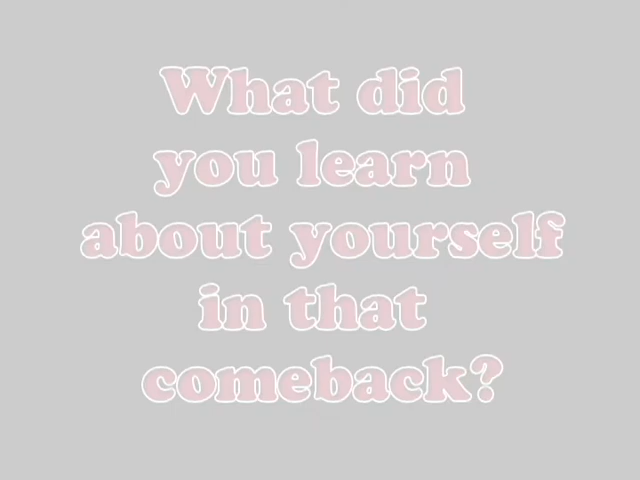 What did
you learn
about yourself
in that
comeback?